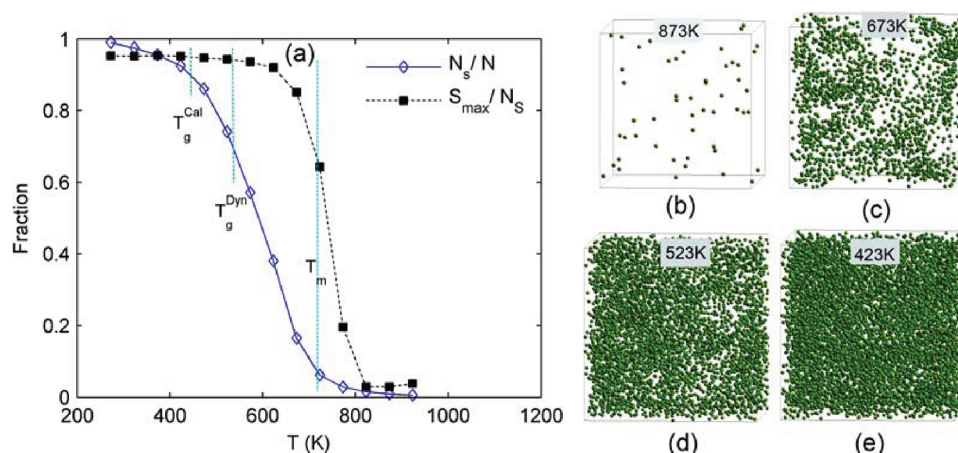 (a)
N_s / N
S_max / N_S
T_g^Cal
T_g^Dyn
T_m
1
0.8
0.6
0.4
0.2
0
Fraction
200 400 600 800 1000 1200
T (K)
873K
(b)
673K
(c)
523K
(d)
423K
(e)